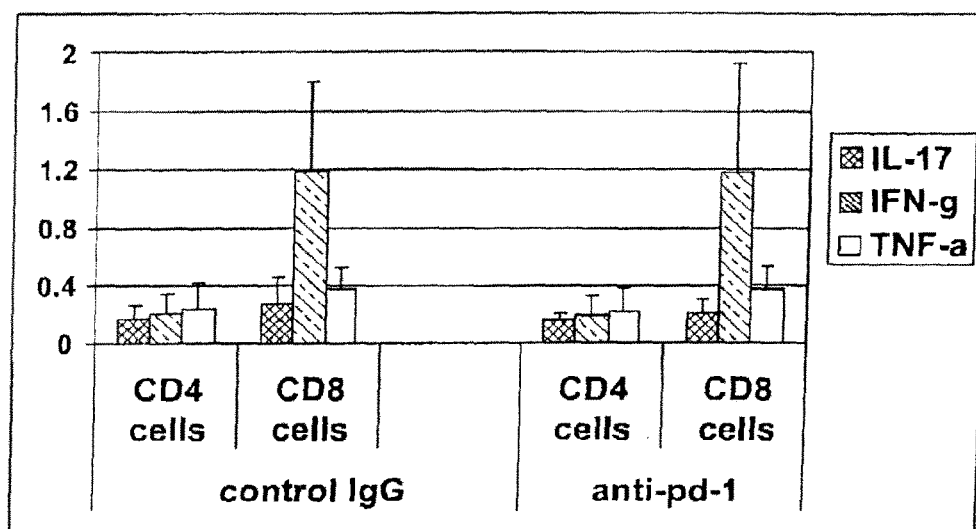 2
1.6
1.2
0.8
0.4
0
IL-17
IFN-g
TNF-a
CD4 cells
CD8 cells
CD4 cells
CD8 cells
control IgG
anti-pd-1